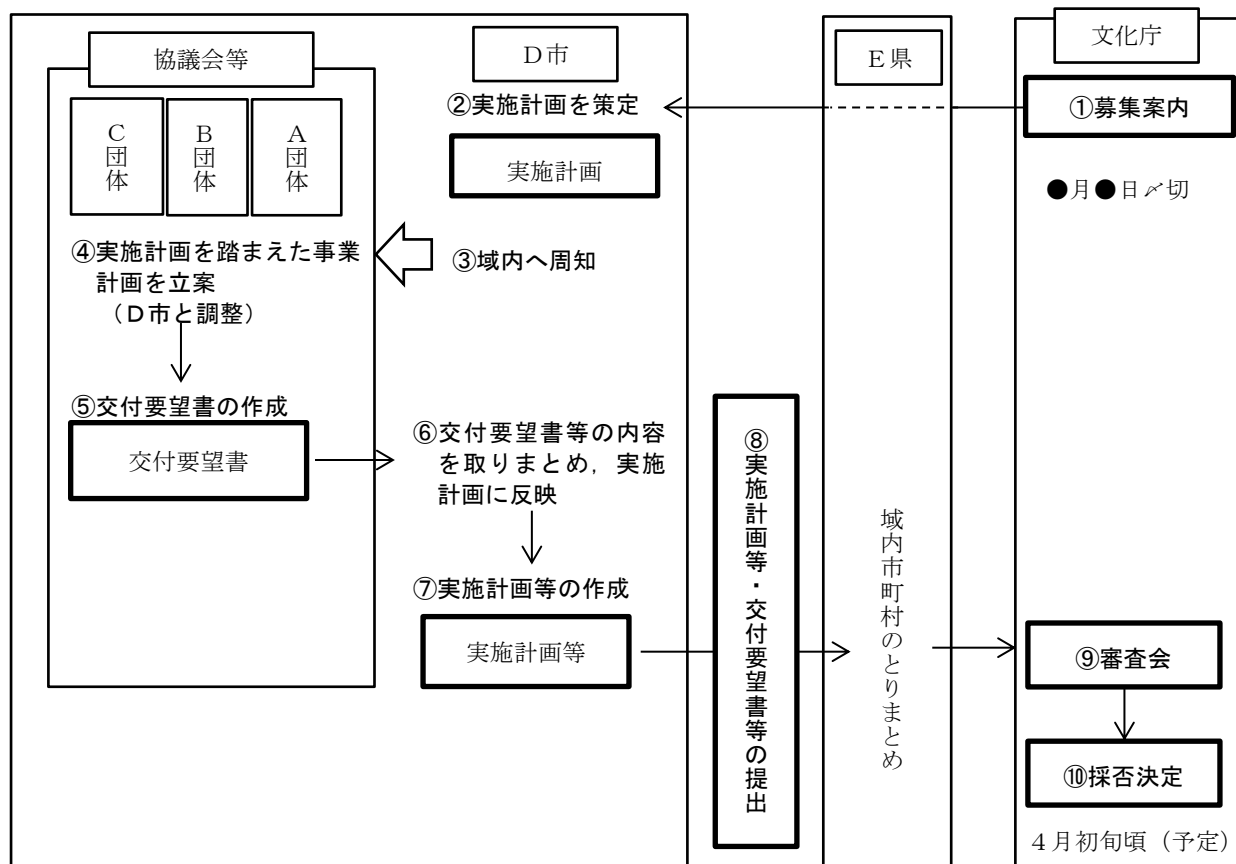 協議会等
D市
E県
文化庁
C団体
B団体
A団体
②実施計画を策定
実施計画
①募集案内
●月●日〆切
④実施計画を踏まえた事業
計画を立案
（D市と調整）
③域内へ周知
⑤交付要望書の作成
交付要望書
⑥交付要望書等の内容
を取りまとめ，実施
計画に反映
⑦実施計画等の作成
実施計画等
⑧実施計画等・交付要望書等の提出
域内市町村のとりまとめ
⑨審査会
⑩採否決定
４月初旬頃（予定）